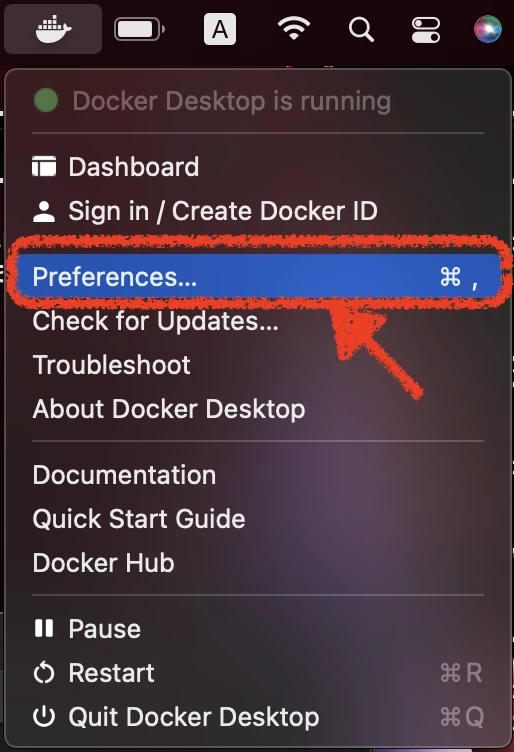 A
Docker Desktop is running
Dashboard
Sign in / Create Docker ID
Preferences... ⌘ ,
Check for Updates...
Troubleshoot
About Docker Desktop
Documentation
Quick Start Guide
Docker Hub
Pause
Restart ⌘R
Quit Docker Desktop ⌘Q